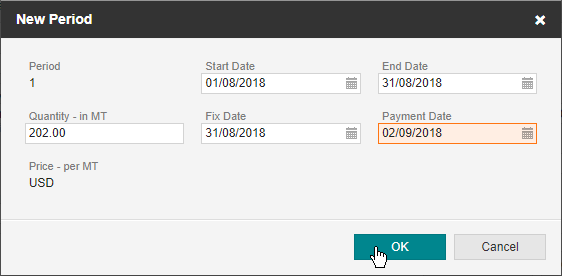 New Period
Period
Start Date
End Date
1
01/08/2018
31/08/2018
Quantity - in MT
Fix Date
Payment Date
202.00
31/08/2018
02/09/2018
Price - per MT
USD
OK
Cancel